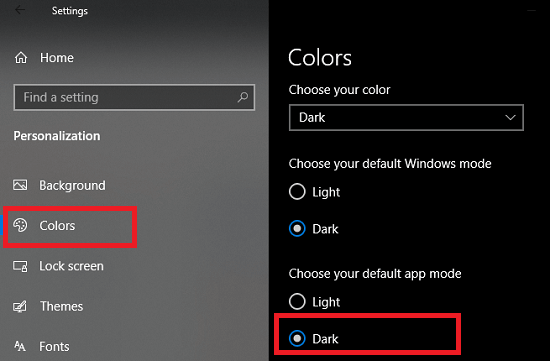 Settings
Home
Find a setting
Personalization
Background
Colors
Lock screen
Themes
Fonts
Colors
Choose your color
Dark
Choose your default Windows mode
Light
Dark
Choose your default app mode
Light
Dark